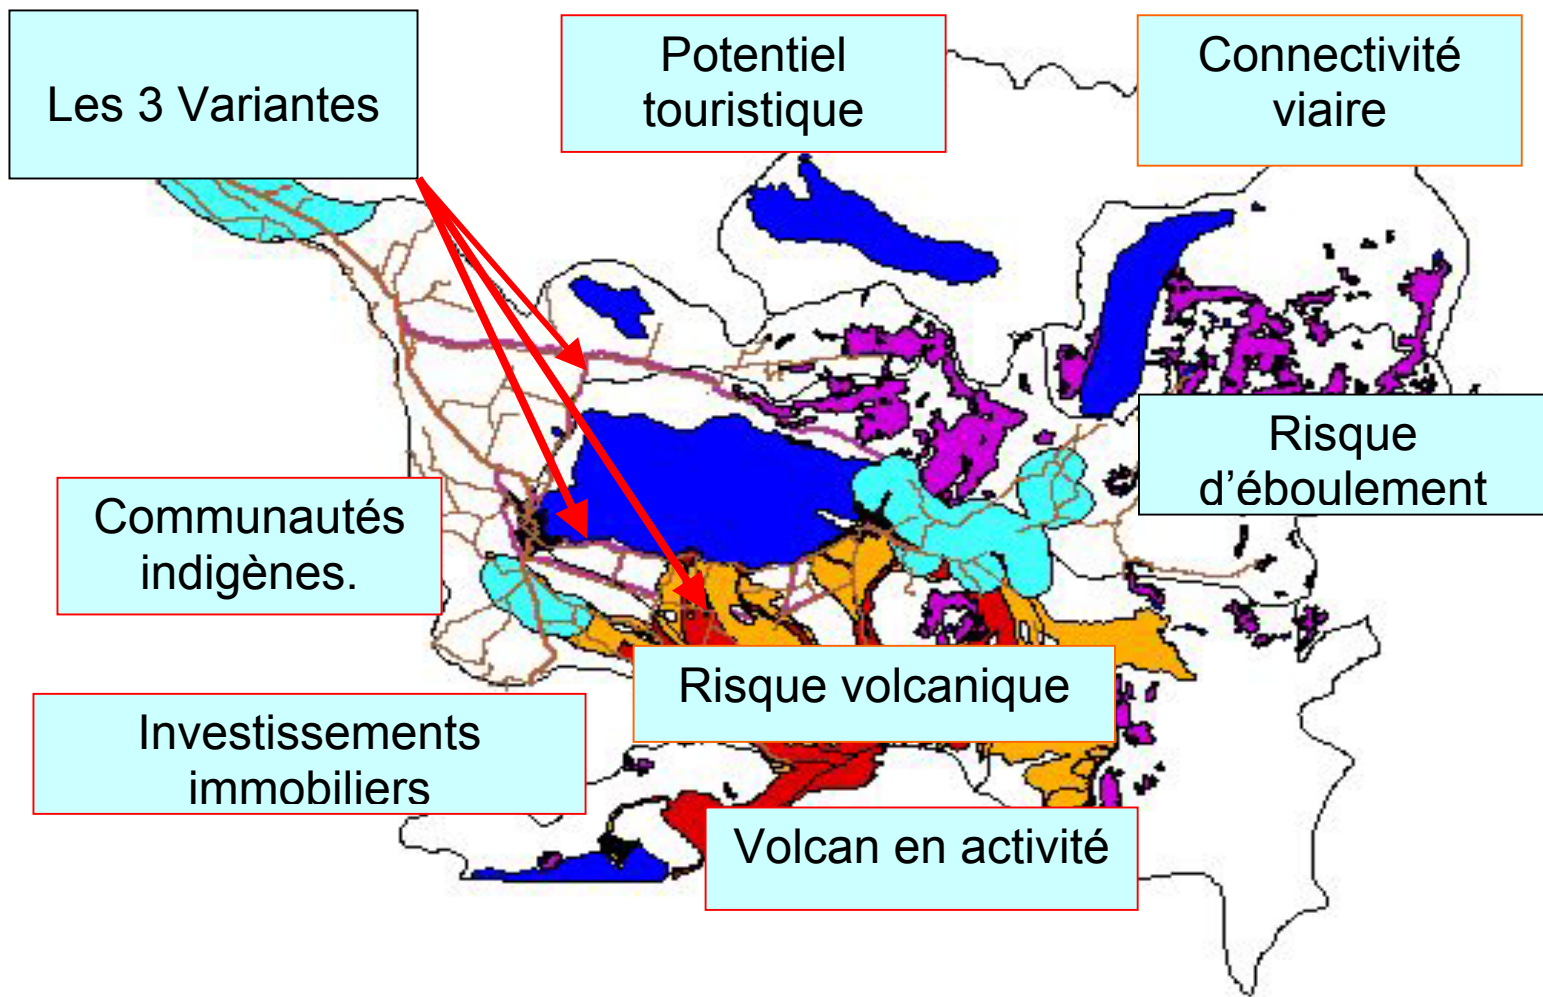 Les 3 Variantes
Potentiel
touristique
Connectivité
viaire
Risque
d’éboulement
Communautés
indigènes.
Risque volcanique
Investissements
immobiliers
Volcan en activité